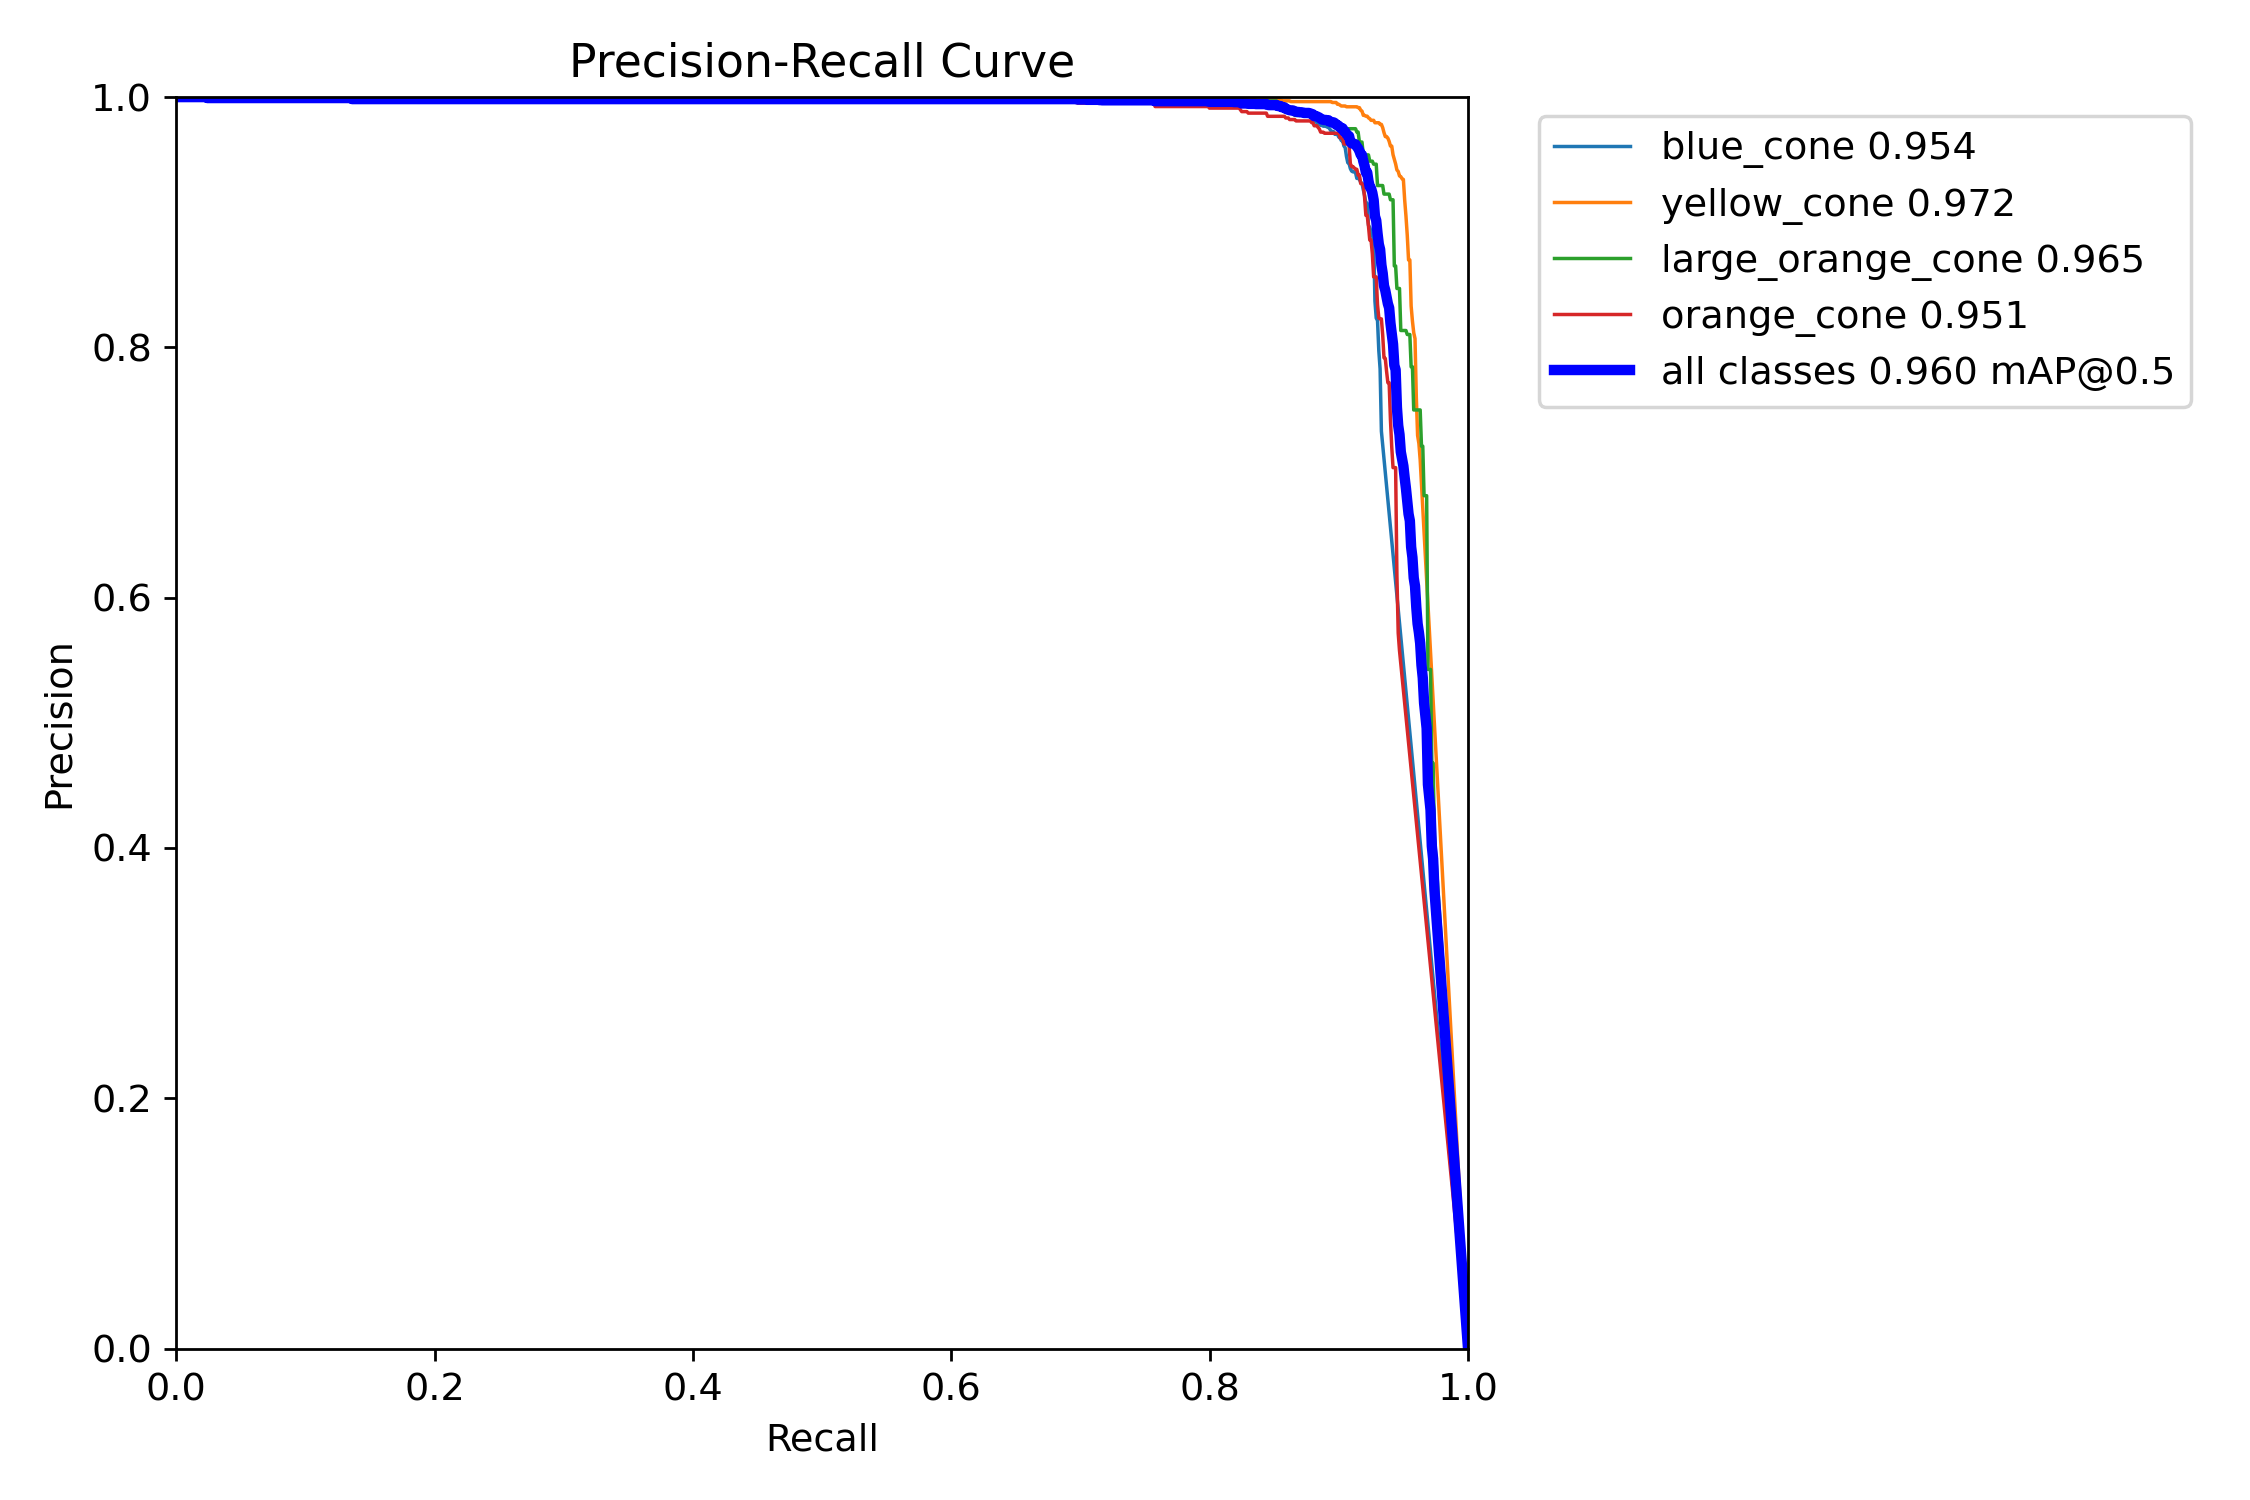 Precision-Recall Curve
1.0
0.8
0.6
0.4
0.2
0.0
Precision
0.0 0.2 0.4 0.6 0.8 1.0
Recall
blue_cone 0.954
yellow_cone 0.972
large_orange_cone 0.965
orange_cone 0.951
all classes 0.960 mAP@0.5